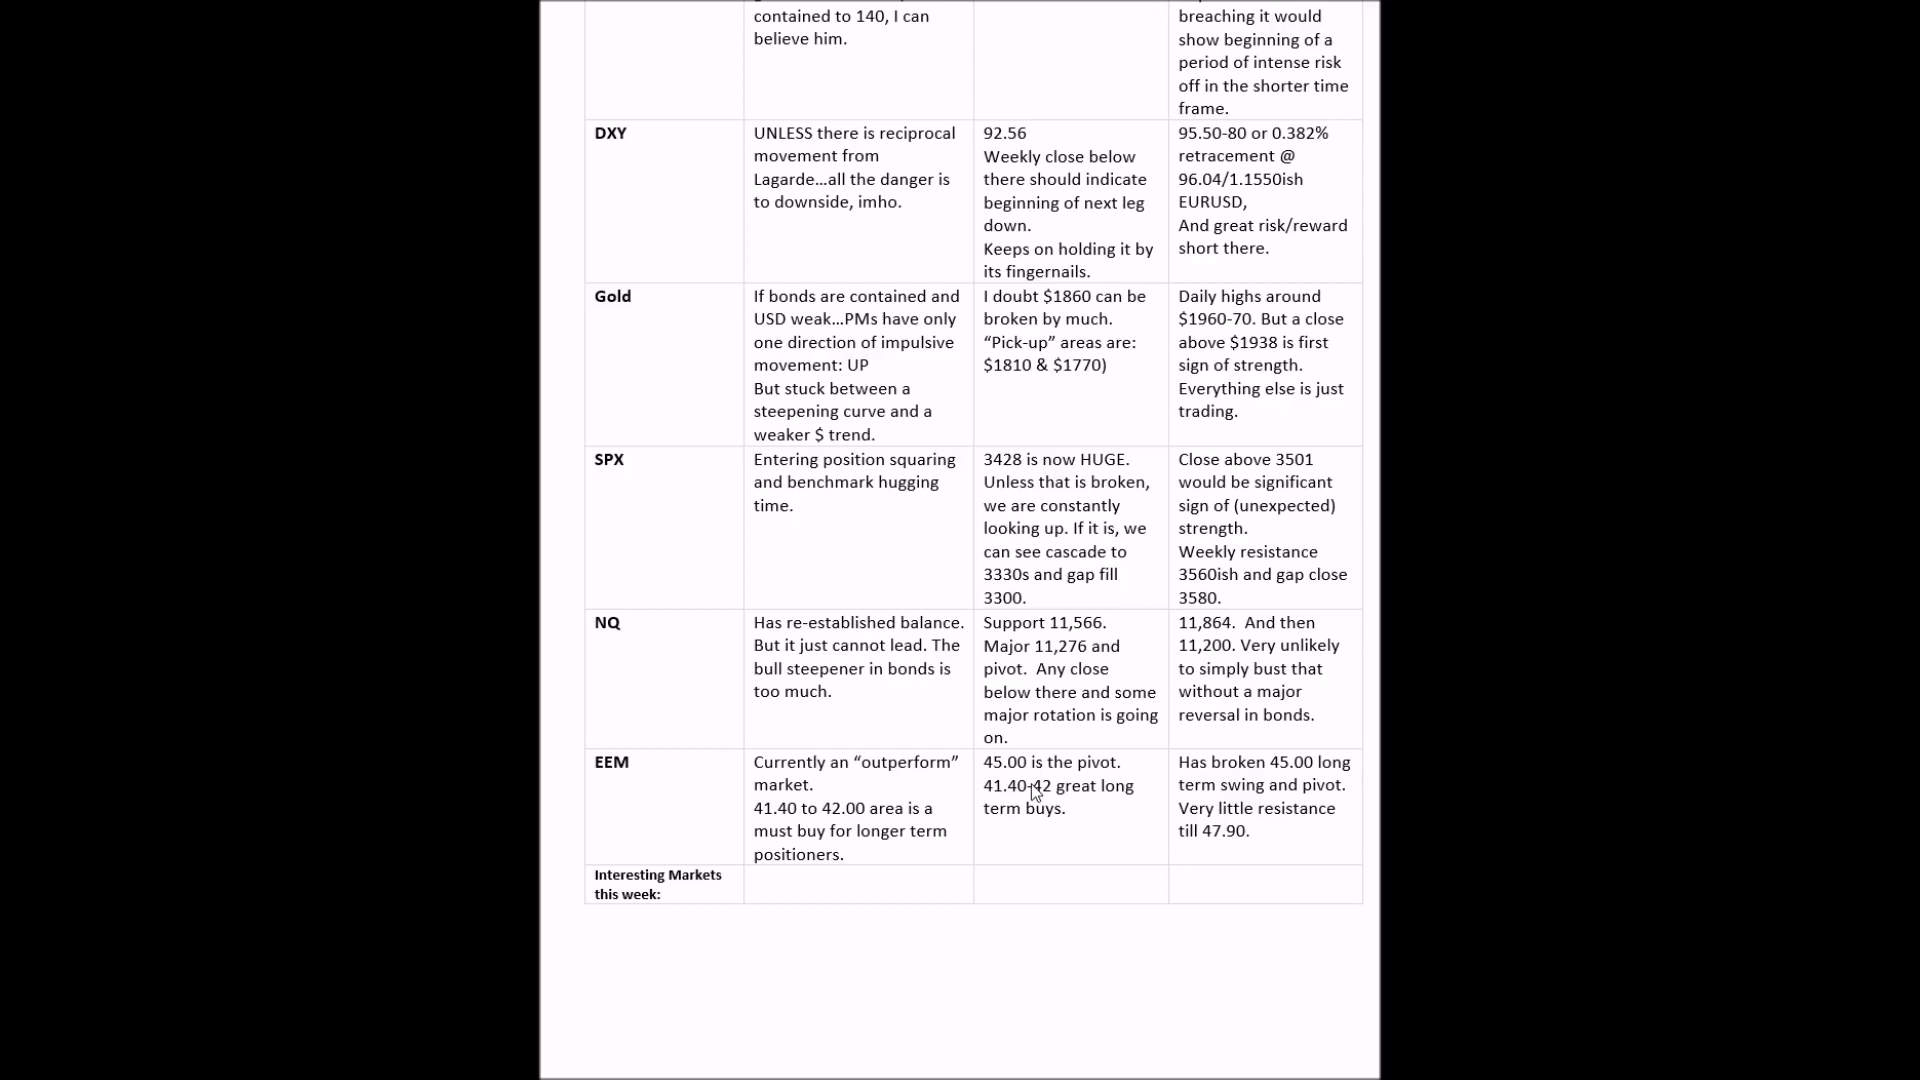 contained to 140, I can
believe him.
breaching it would
show beginning of a
period of intense risk
off in the shorter time
frame.
DXY
UNLESS there is reciprocal
movement from
Lagarde…all the danger is
to downside, imho.
92.56
Weekly close below
there should indicate
beginning of next leg
down.
Keeps on holding it by
its fingernails.
95.50-80 or 0.382%
retracement @
96.04/1.1550ish
EURUSD,
And great risk/reward
short there.
Gold
If bonds are contained and
USD weak…PMs have only
one direction of impulsive
movement: UP
But stuck between a
steepening curve and a
weaker $ trend.
I doubt $1860 can be
broken by much.
“Pick-up” areas are:
$1810 & $1770)
Daily highs around
$1960-70. But a close
above $1938 is first
sign of strength.
Everything else is just
trading.
SPX
Entering position squaring
and benchmark hugging
time.
3428 is now HUGE.
Unless that is broken,
we are constantly
looking up. If it is, we
can see cascade to
3330s and gap fill
3300.
Close above 3501
would be significant
sign of (unexpected)
strength.
Weekly resistance
3560ish and gap close
3580.
NQ
Has re-established balance.
But it just cannot lead. The
bull steepener in bonds is
too much.
Support 11,566.
Major 11,276 and
pivot.  Any close
below there and some
major rotation is going
on.
11,864.  And then
11,200. Very unlikely
to simply bust that
without a major
reversal in bonds.
EEM
Currently an “outperform”
market.
41.40 to 42.00 area is a
must buy for longer term
positioners.
45.00 is the pivot.
41.40-42 great long
term buys.
Has broken 45.00 long
term swing and pivot.
Very little resistance
till 47.90.
Interesting Markets
this week: